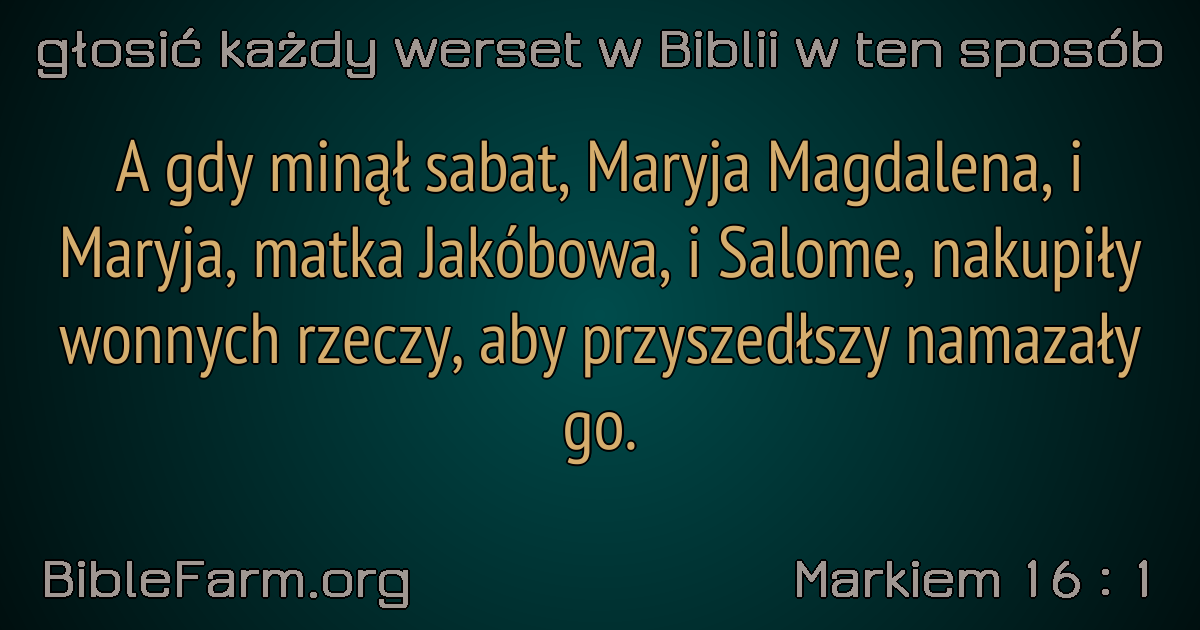 głosić każdy werset w Biblii w ten sposób
A gdy minął sabat, Maryja Magdalena, i
Maryja, matka Jakóbowa, i Salome, nakupiły
wonnych rzeczy, aby przyszedłszy namazały
go.
BibleFarm.org
Markiem 16 : 1